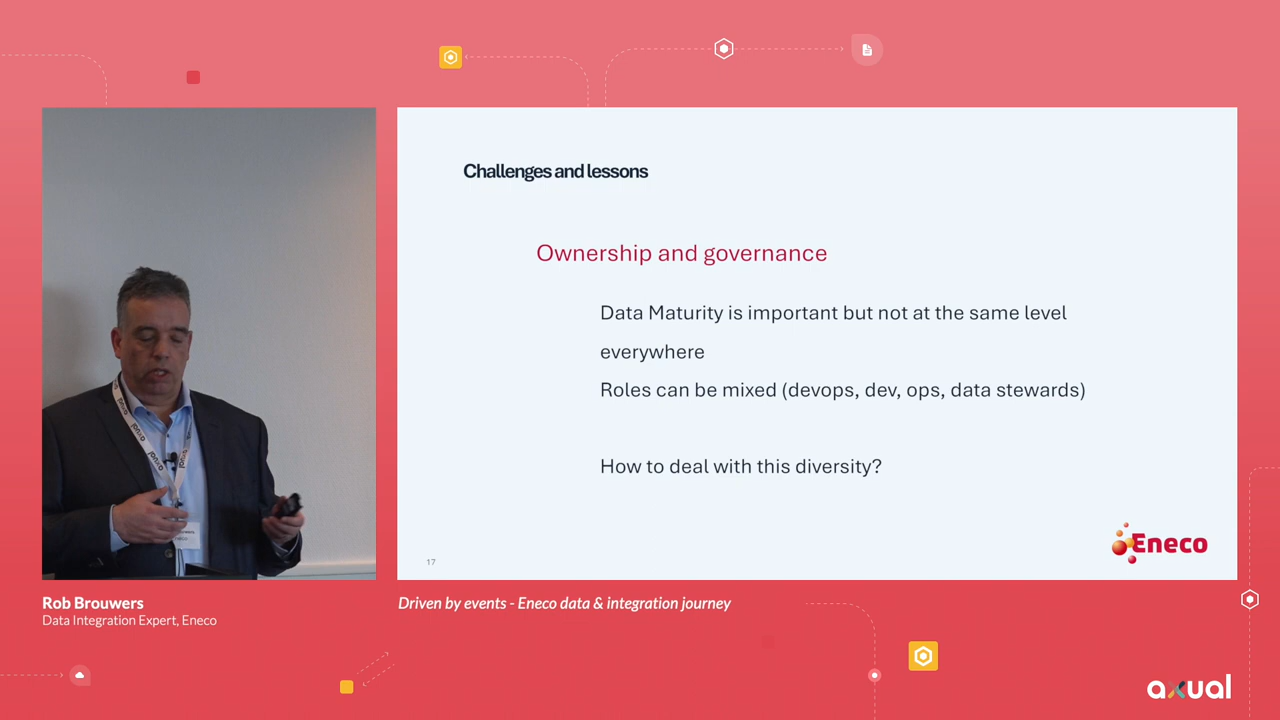 Challenges and lessons
Ownership and governance
Data Maturity is important but not at the same level
everywhere
Roles can be mixed (devops, dev, ops, data stewards)
How to deal with this diversity?
Eneco
17
Rob Brouwers
Data Integration Expert, Eneco
Driven by events - Eneco data & integration journey
axual